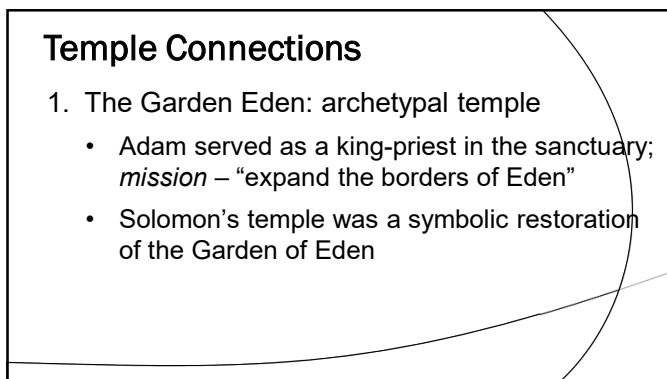 Temple Connections
1. The Garden Eden: archetypal temple
• Adam served as a king-priest in the sanctuary;
mission – “expand the borders of Eden”
• Solomon’s temple was a symbolic restoration
of the Garden of Eden